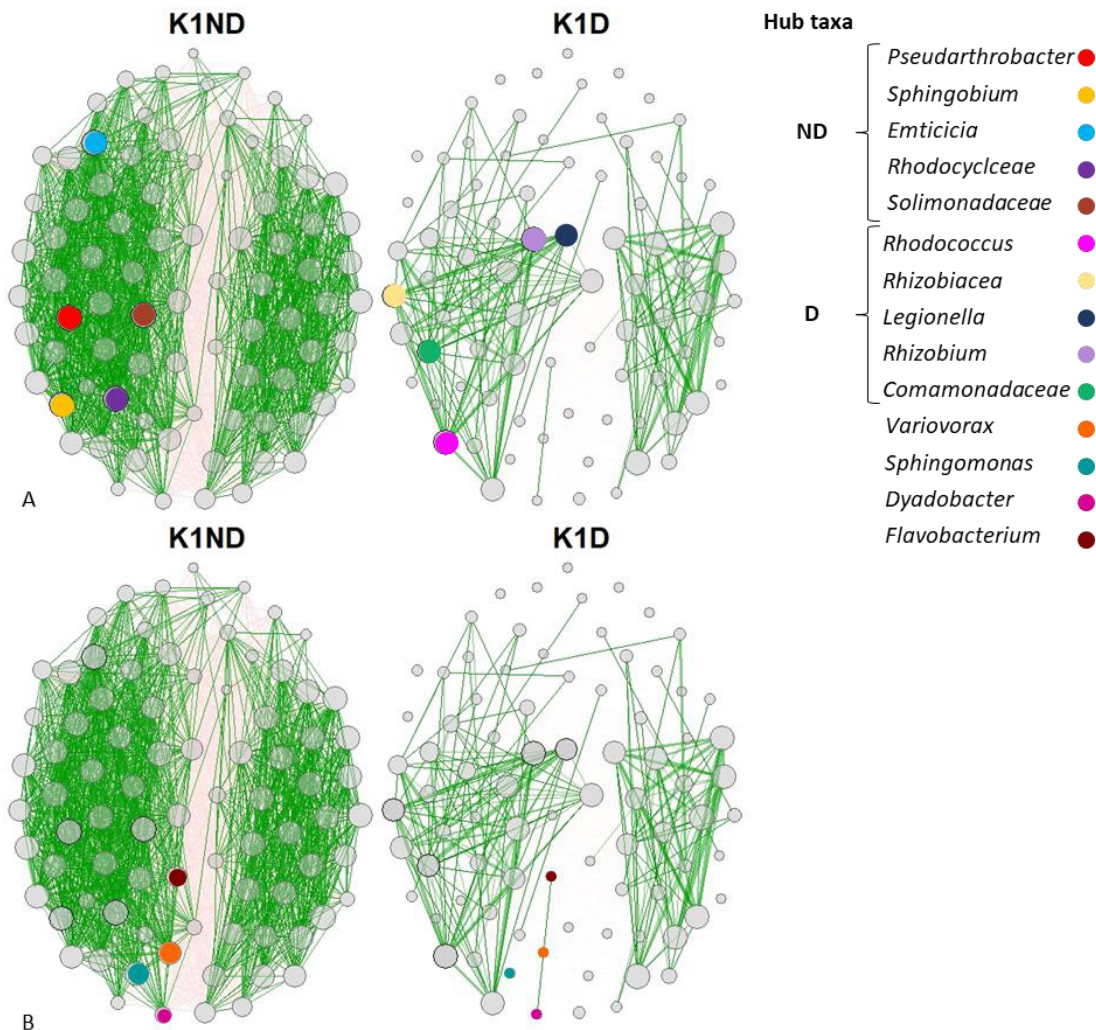 K1ND
K1D
Hub taxa
Pseudarthrobacter
Sphingobium
Emticicia
ND
Rhodocyclceae
Solimonadaceae
Rhodococcus
Rhizobiacea
D
Legionella
Rhizobium
Comamonadaceae
Variovorax
Sphingomonas
Dyadobacter
Flavobacterium
A
K1ND
K1D
B